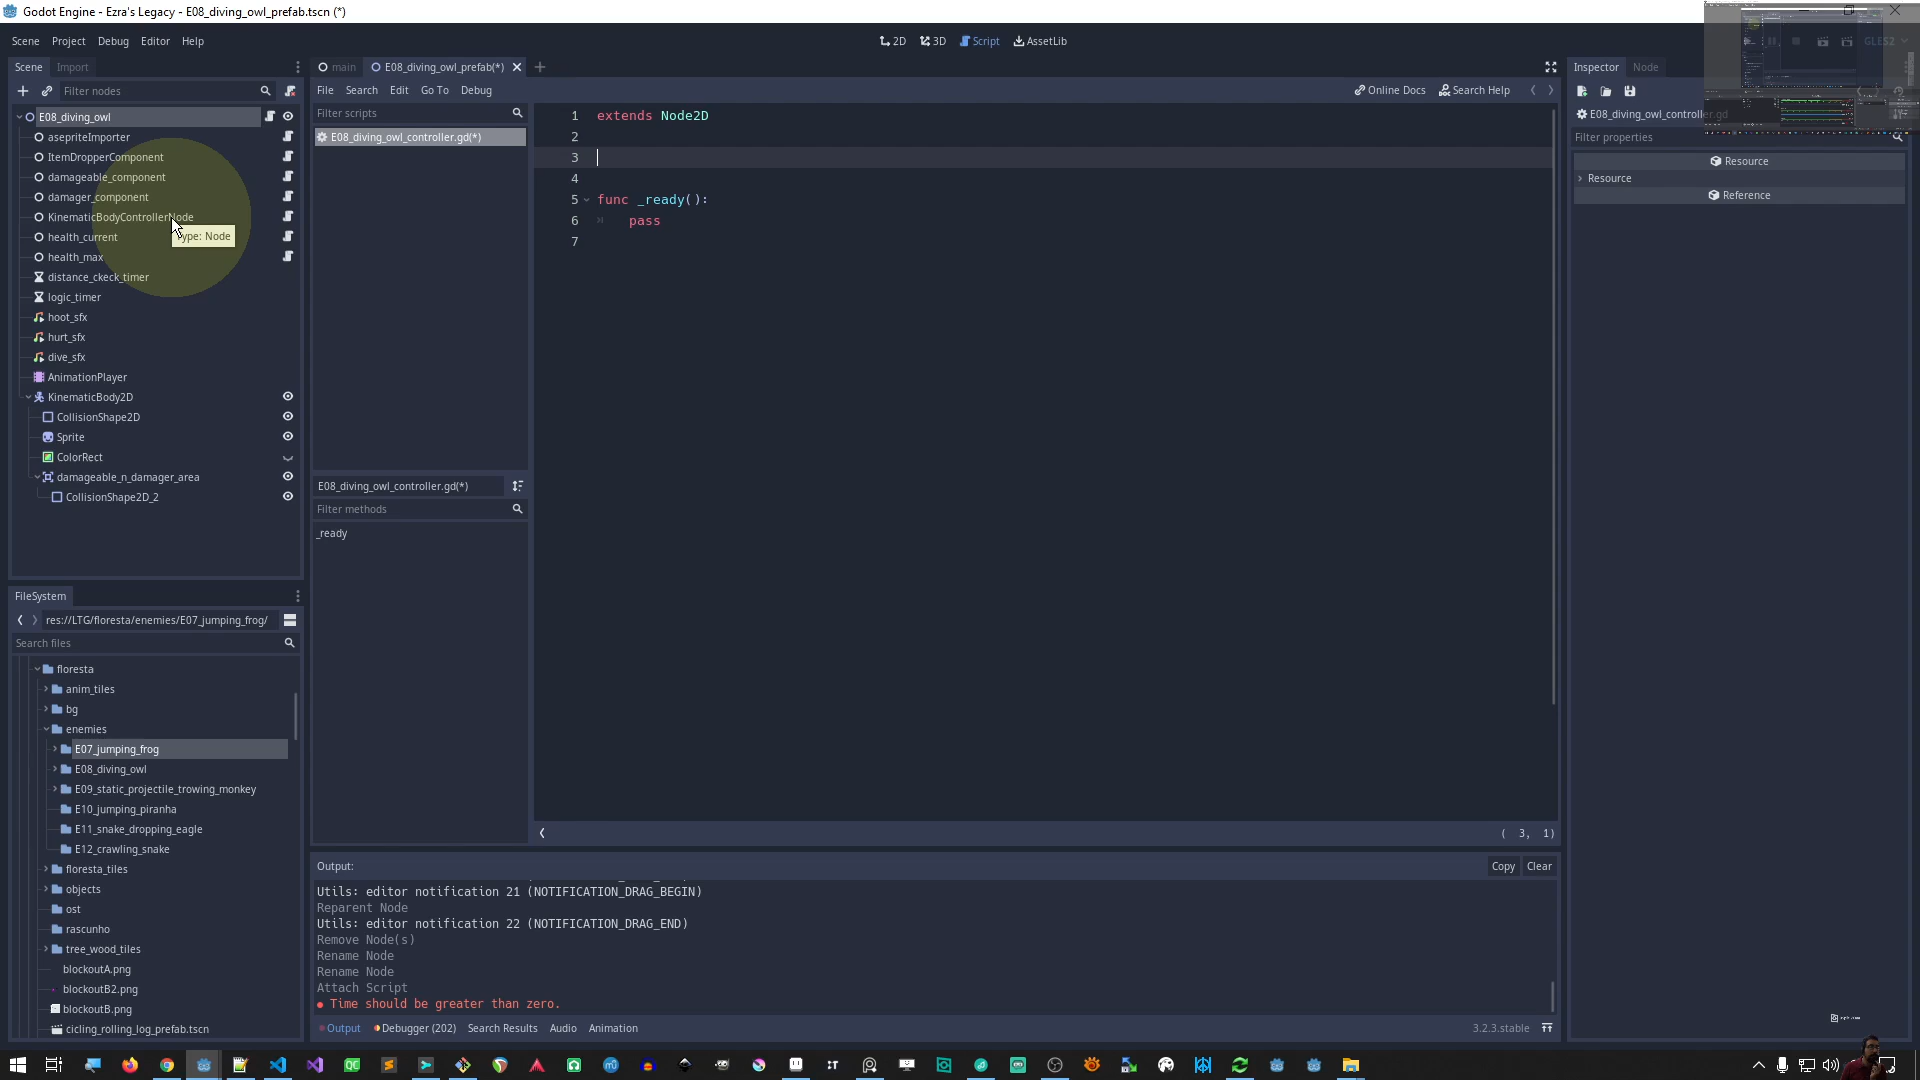 Godot Engine - Ezra's Legacy - E08_diving_owl_prefab.tscn (*)
Scene Project Debug Editor Help
2D 3D Script AssetLib
GLES2
Scene Import
main E08_diving_owl_prefab(*)
Inspector Node
Filter nodes
File Search Edit Go To Debug
Online Docs Search Help
E08_diving_owl
aspriteImporter
ItemDropperComponent
damageable_component
damager_component
KinematicBodyControllerNode
Type: Node
health_current
health_max
distance_ckeck_timer
logic_timer
hoot_sfx
hurt_sfx
dive_sfx
AnimationPlayer
KinematicBody2D
CollisionShape2D
Sprite
ColorRect
damageable_n_damager_area
CollisionShape2D_2
Filter scripts
E08_diving_owl_controller.gd(*)
E08_diving_owl_controller.gd(*)
Filter methods
_ready
1 extends Node2D
2
3
4
5 func _ready():
6 pass
7
( 3, 1)
E08_diving_owl_controller.gd
Filter properties
Resource
Resource
Reference
FileSystem
res://LTG/floresta/enemies/E07_jumping_frog/
Search files
floresta
anim_tiles
bg
enemies
E07_jumping_frog
E08_diving_owl
E09_static_projectile_trowing_monkey
E10_jumping_piranha
E11_snake_dropping_eagle
E12_crawling_snake
floresta_tiles
objects
ost
rascunho
tree_wood_tiles
blockoutA.png
blockoutB2.png
blockoutB.png
cicling_rolling_log_prefab.tscn
Output:
Copy Clear
Utils: editor notification 21 (NOTIFICATION_DRAG_BEGIN)
Reparent Node
Utils: editor notification 22 (NOTIFICATION_DRAG_END)
Remove Node(s)
Rename Node
Rename Node
Attach Script
Time should be greater than zero.
Output Debugger (202) Search Results Audio Animation
3.2.3.stable